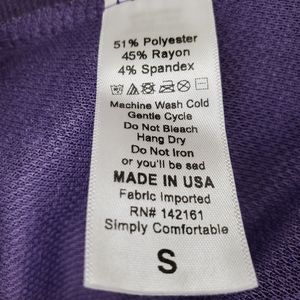 51% Polyester
45% Rayon
4% Spandex
Machine Wash Cold
Gentle Cycle
Do Not Bleach
Hang Dry
Do Not Iron
or you'll be sad
MADE IN USA
Fabric Imported
RN# 142161
Simply Comfortable
S